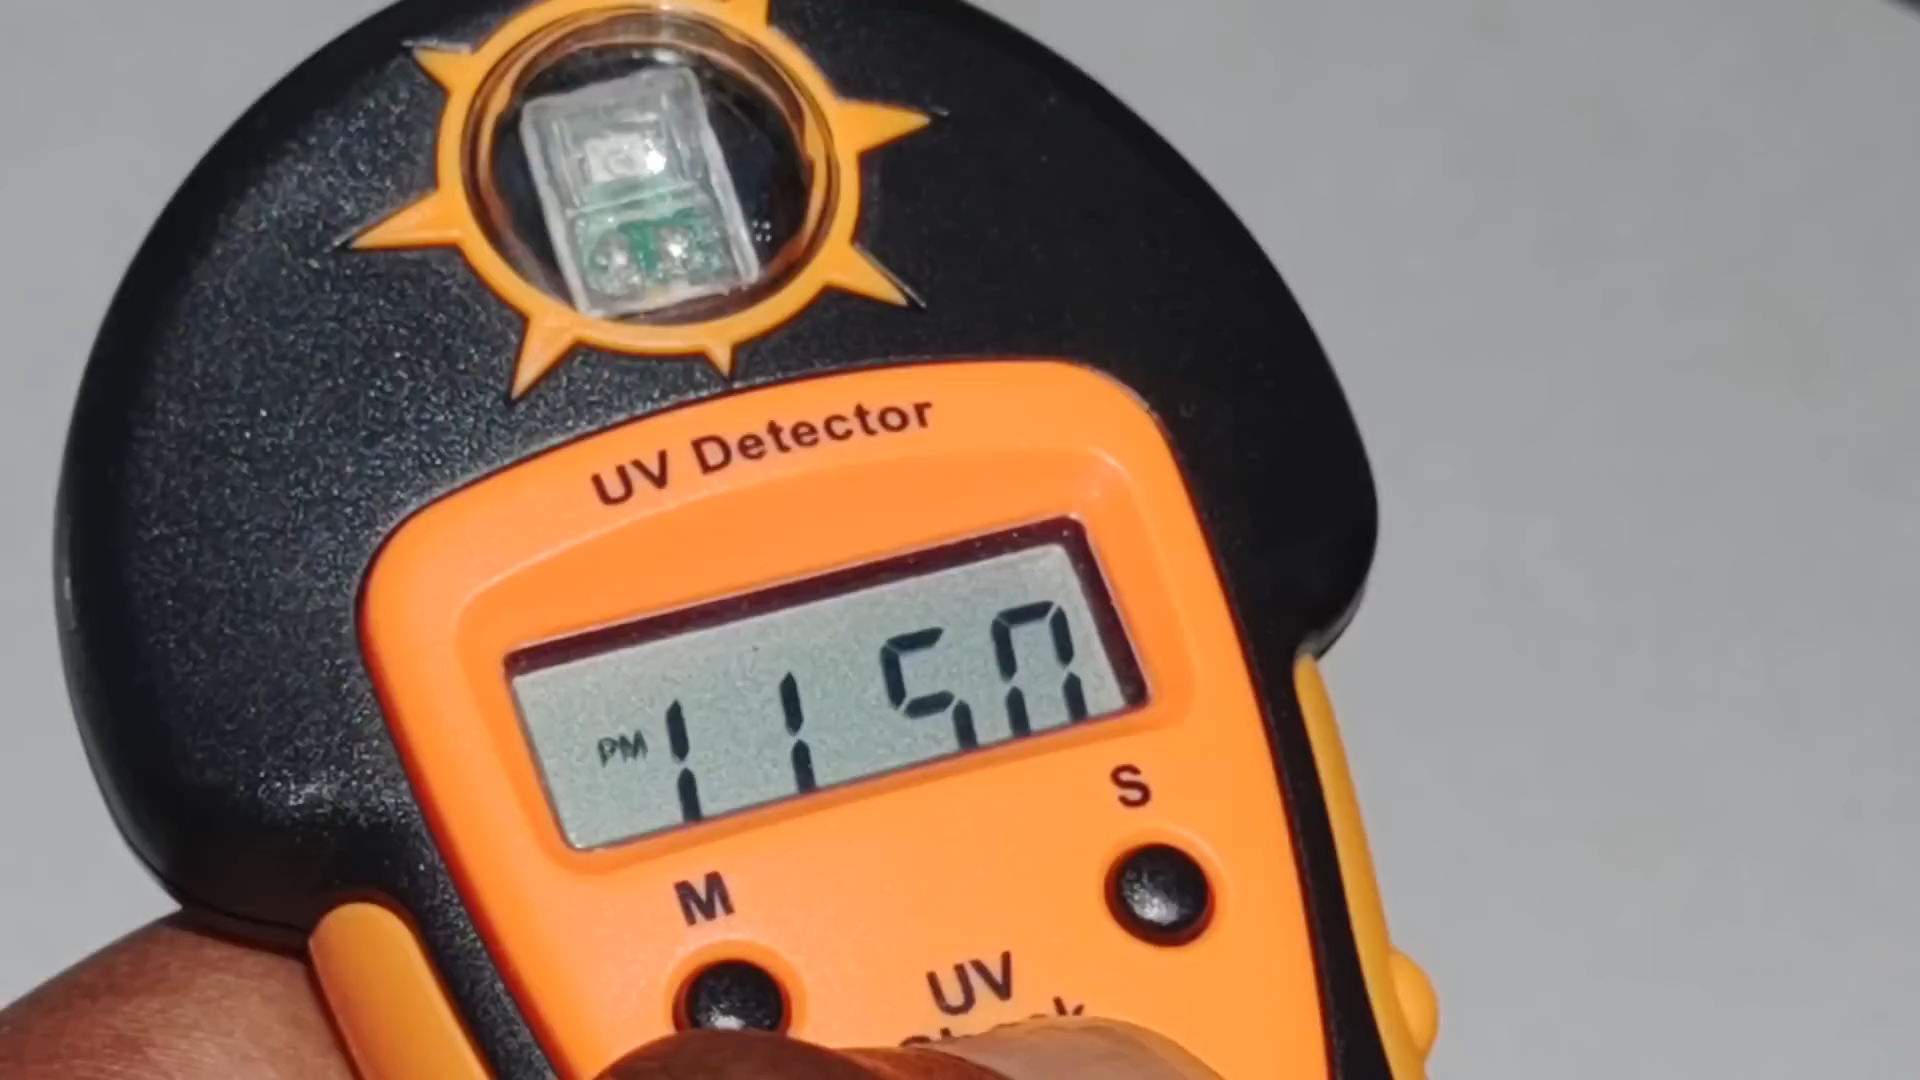 UV Detector
PM 11 50
S
M
UV